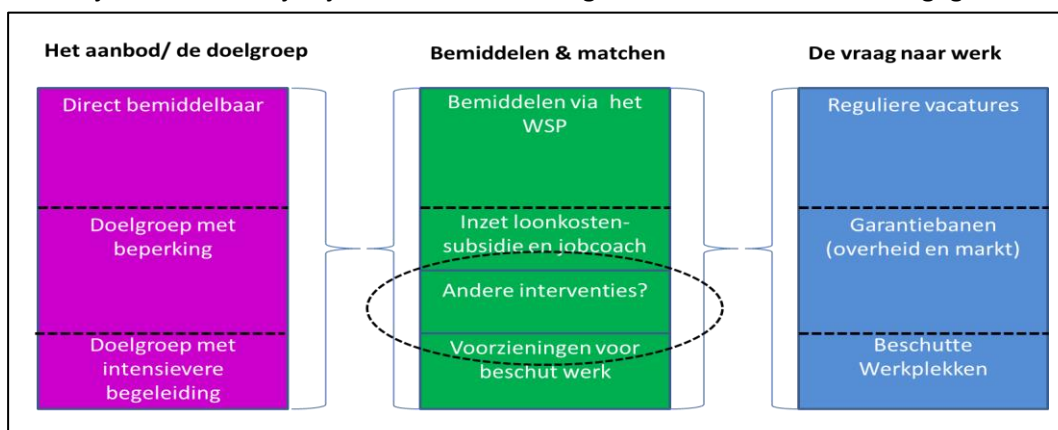 Het aanbod/ de doelgroep
Bemiddelen & matchen
De vraag naar werk
Direct bemiddelbaar
Doelgroep met
beperking
Doelgroep met
intensievere
begeleiding
Bemiddelen via het
WSP
Inzet loonkosten-
subsidie en jobcoach
Andere interventies?
Voorzieningen voor
beschut werk
Reguliere vacatures
Garantiebanen
(overheid en markt)
Beschutte
Werkplekken